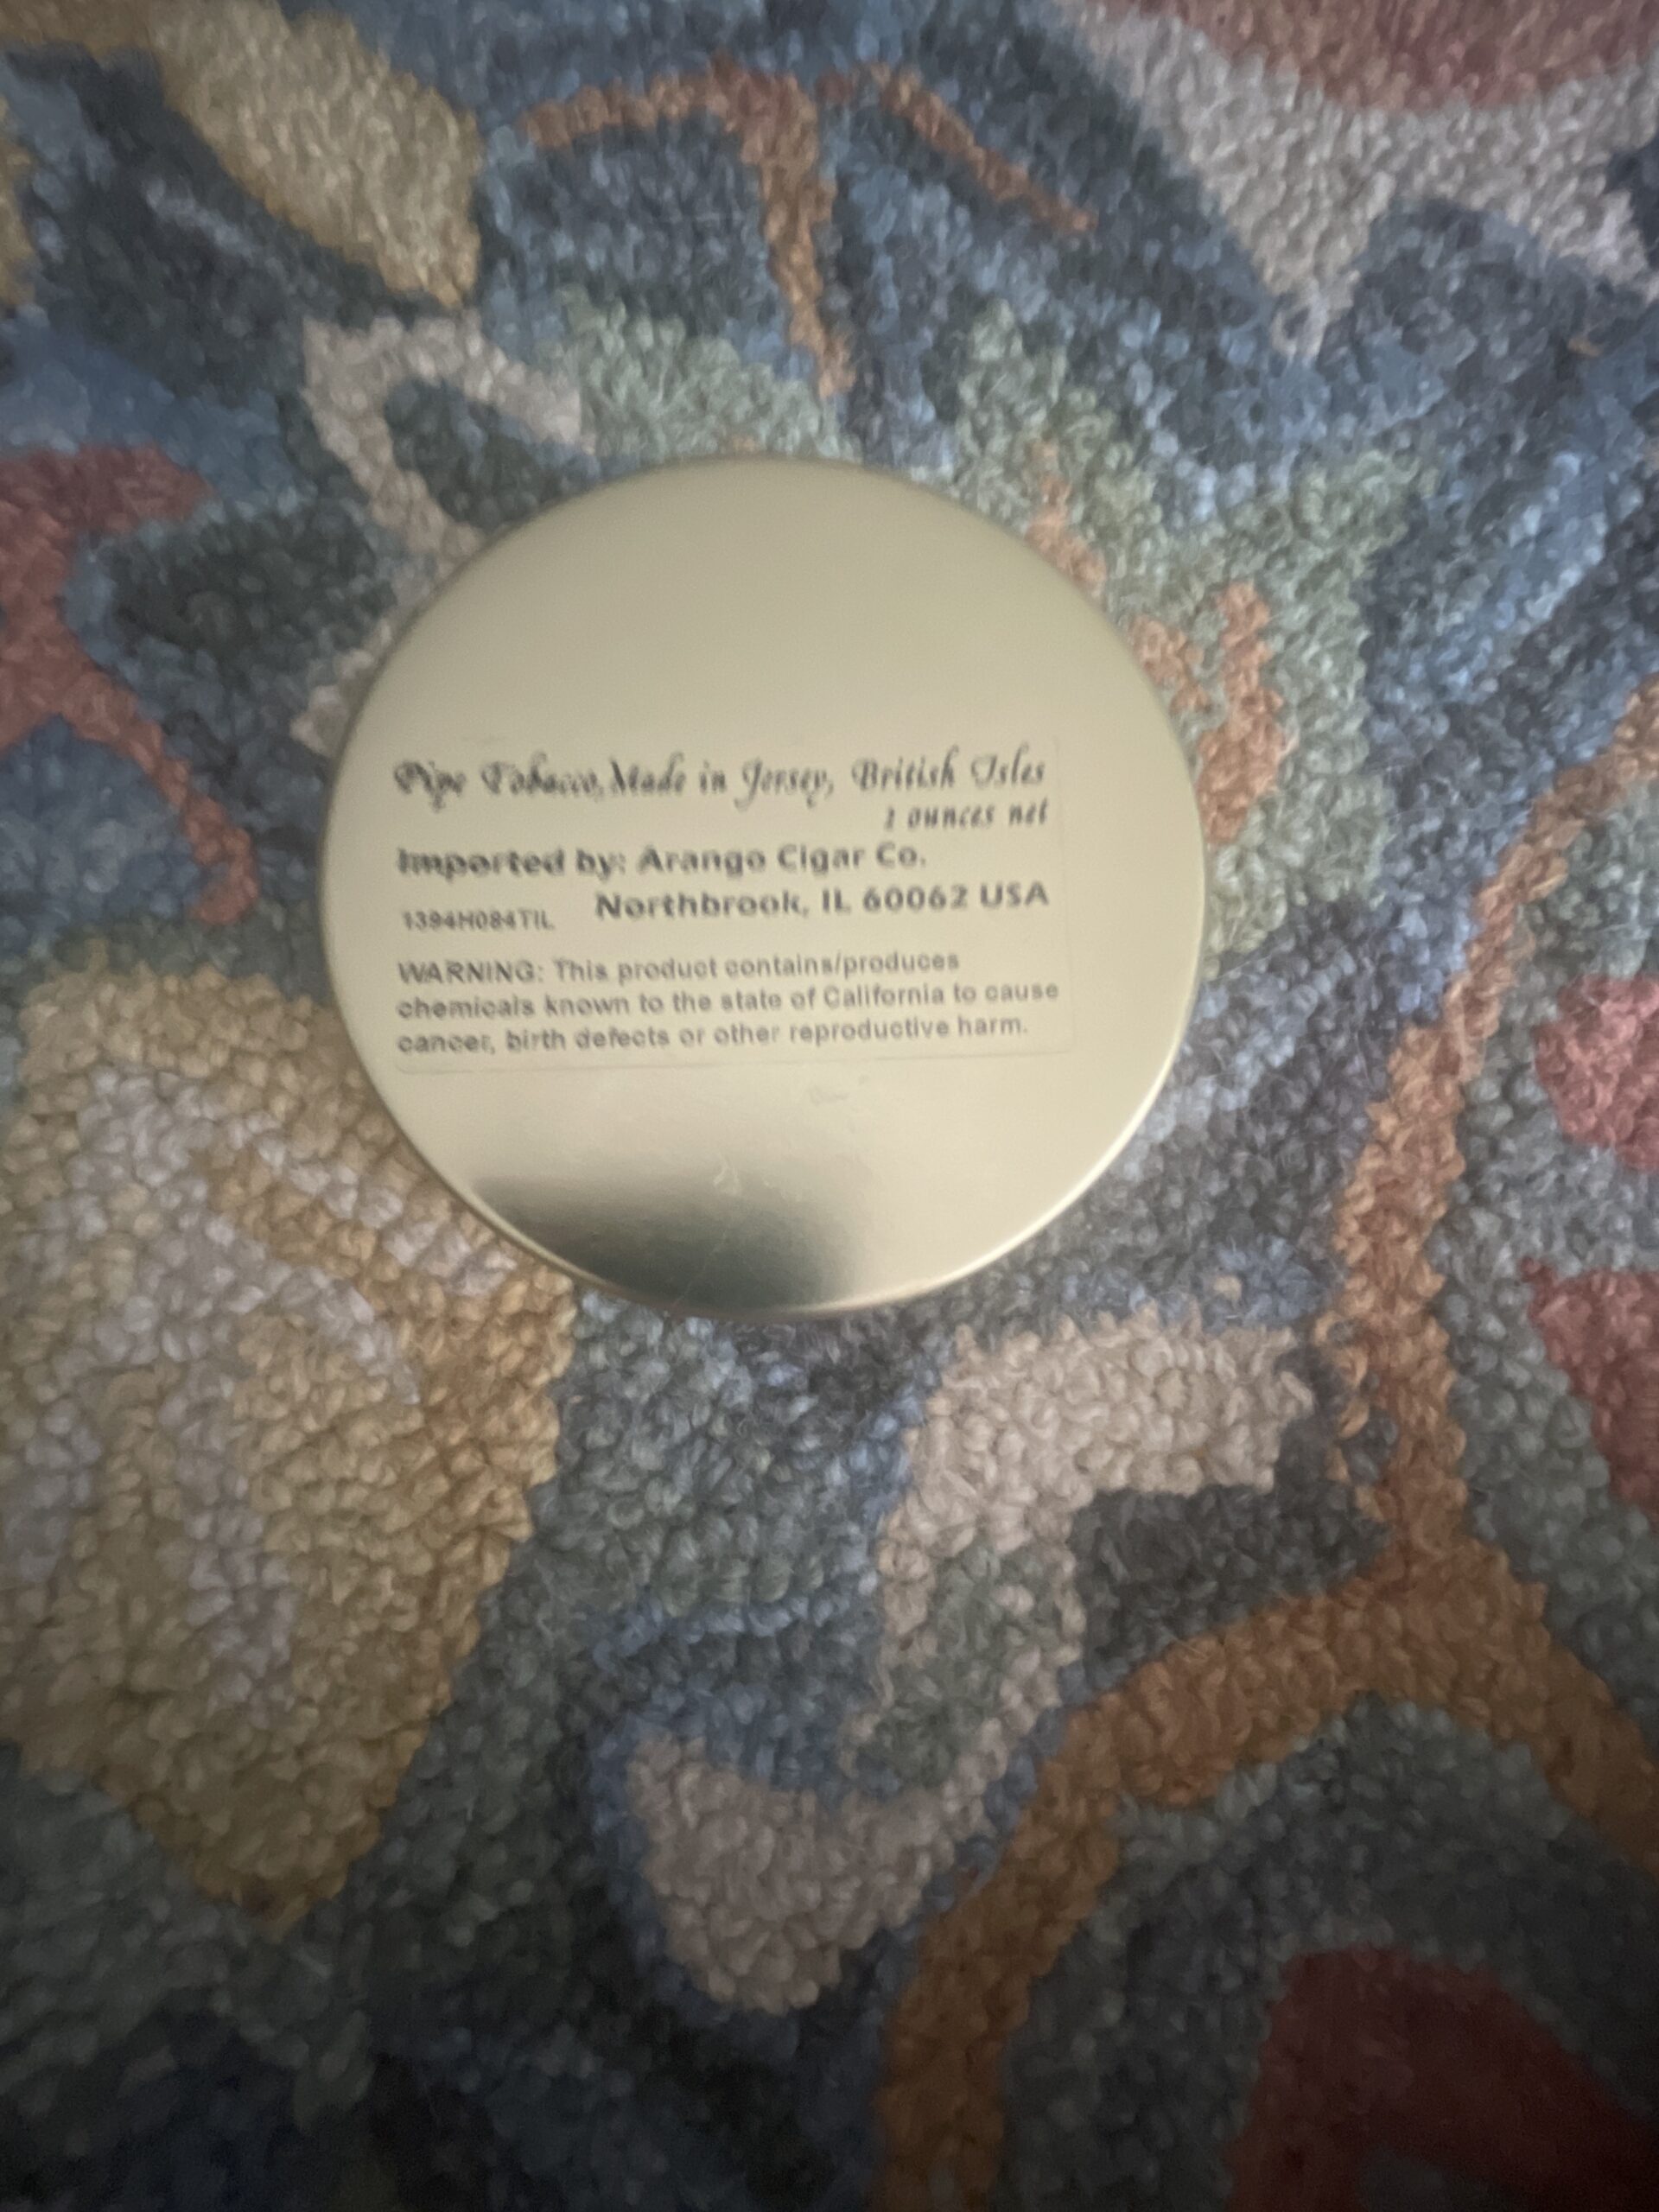 Pipe Tobacco, Made in Jersey, British Isles
2 ounces net
Imported by: Arango Cigar Co.
Northbrook, IL 60062 USA
1394H084TIL
WARNING: This product contains/produces
chemicals known to the state of California to cause
cancer, birth defects or other reproductive harm.